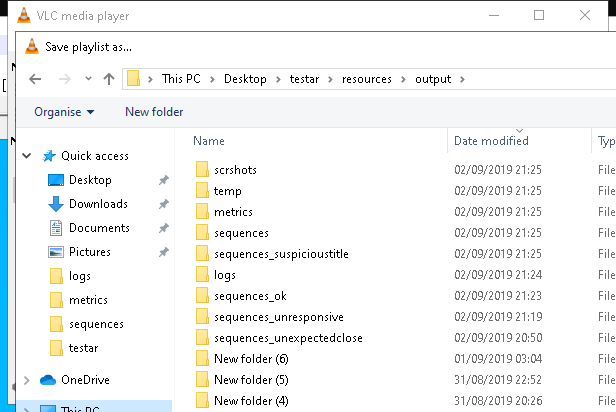 VLC media player
Save playlist as...
This PC > Desktop > testar > resources > output >
Organise New folder
Name Date modified Typ
Quick access
Desktop
Downloads
Documents
Pictures
logs
metrics
sequences
testar
OneDrive
This PC
scrshots 02/09/2019 21:25 File
temp 02/09/2019 21:25 File
metrics 02/09/2019 21:25 File
sequences 02/09/2019 21:25 File
sequences_suspicioustitle 02/09/2019 21:25 File
logs 02/09/2019 21:24 File
sequences_ok 02/09/2019 21:23 File
sequences_unresponsive 02/09/2019 21:19 File
sequences_unexpectedclose 02/09/2019 20:50 File
New folder (6) 01/09/2019 03:04 File
New folder (5) 31/08/2019 22:52 File
New folder (4) 31/08/2019 20:26 File